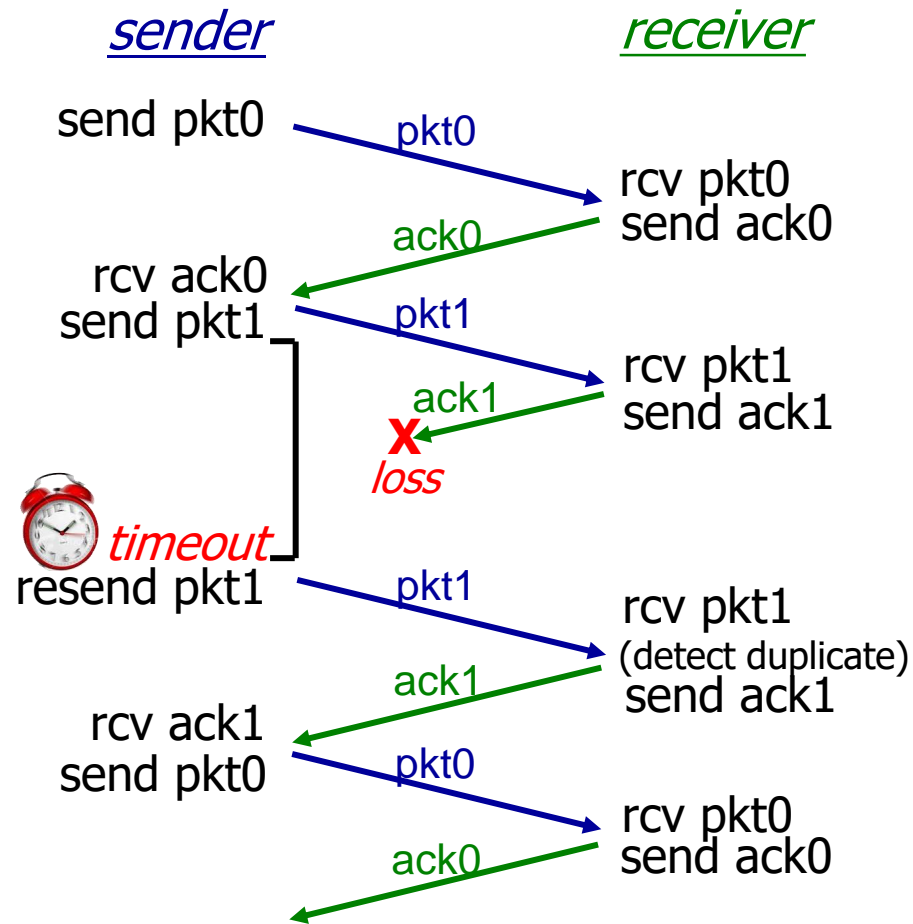 sender
receiver
send pkt0
pkt0
rcv pkt0
send ack0
ack0
rcv ack0
send pkt1
pkt1
rcv pkt1
send ack1
ack1
X
loss
timeout
resend pkt1
pkt1
rcv pkt1
(detect duplicate)
send ack1
ack1
rcv ack1
send pkt0
pkt0
rcv pkt0
send ack0
ack0